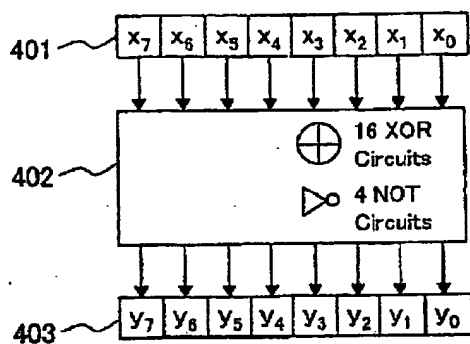 401 x₇ x₆ x₅ x₄ x₃ x₂ x₁ x₀
16 XOR
Circuits
402
4 NOT
Circuits
403 y₇ y₆ y₅ y₄ y₃ y₂ y₁ y₀